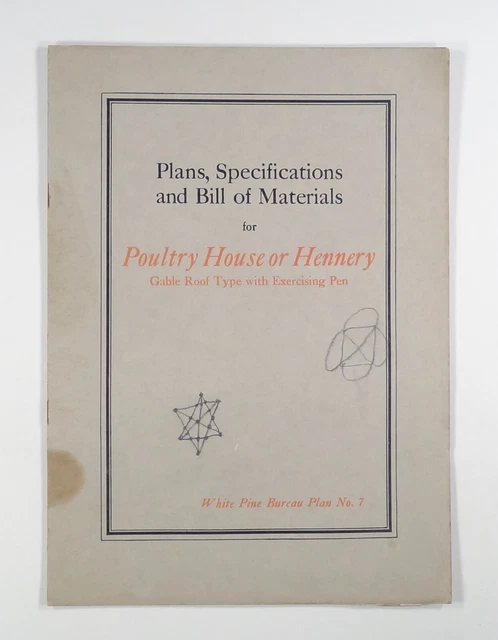 Plans, Specifications
and Bill of Materials
for
Poultry House or Hennery
Gable Roof Type with Exercising Pen
White Pine Bureau Plan No. 7